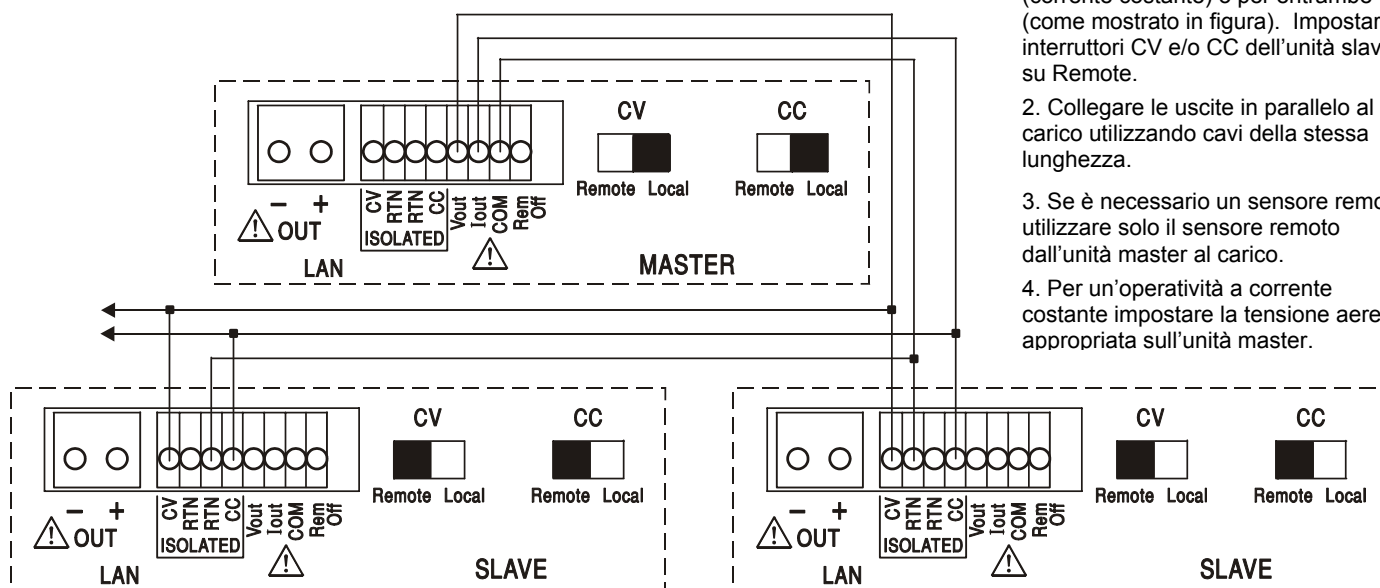 (corrente costante) o per entrambe
(come mostrato in figura). Impostar
interruttori CV e/o CC dell'unità slav
su Remote.
2. Collegare le uscite in parallelo al
carico utilizzando cavi della stessa
lunghezza.
3. Se è necessario un sensore remo
utilizzare solo il sensore remoto
dall'unità master al carico.
4. Per un'operatività a corrente
costante impostare la tensione aere
appropriata sull'unità master.
CV CC
Remote Local Remote Local
− +
OUT
CV RTN RTN CC Vout Iout COM Rem Off
ISOLATED
LAN MASTER
CV CC
Remote Local Remote Local
− +
OUT
CV RTN RTN CC Vout Iout COM Rem Off
ISOLATED
LAN SLAVE
CV CC
Remote Local Remote Local
− +
OUT
CV RTN RTN CC Vout Iout COM Rem Off
ISOLATED
LAN SLAVE